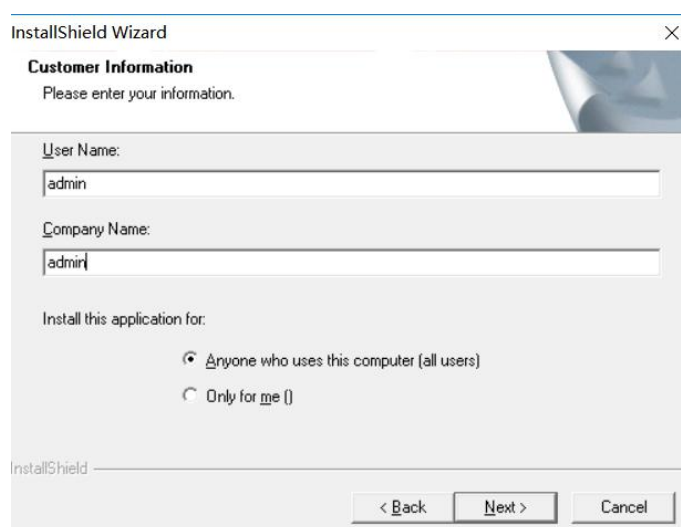 InstallShield Wizard
Customer Information
Please enter your information.
User Name:
admin
Company Name:
admin
Install this application for:
Anyone who uses this computer (all users)
Only for me ()
InstallShield
< Back
Next >
Cancel